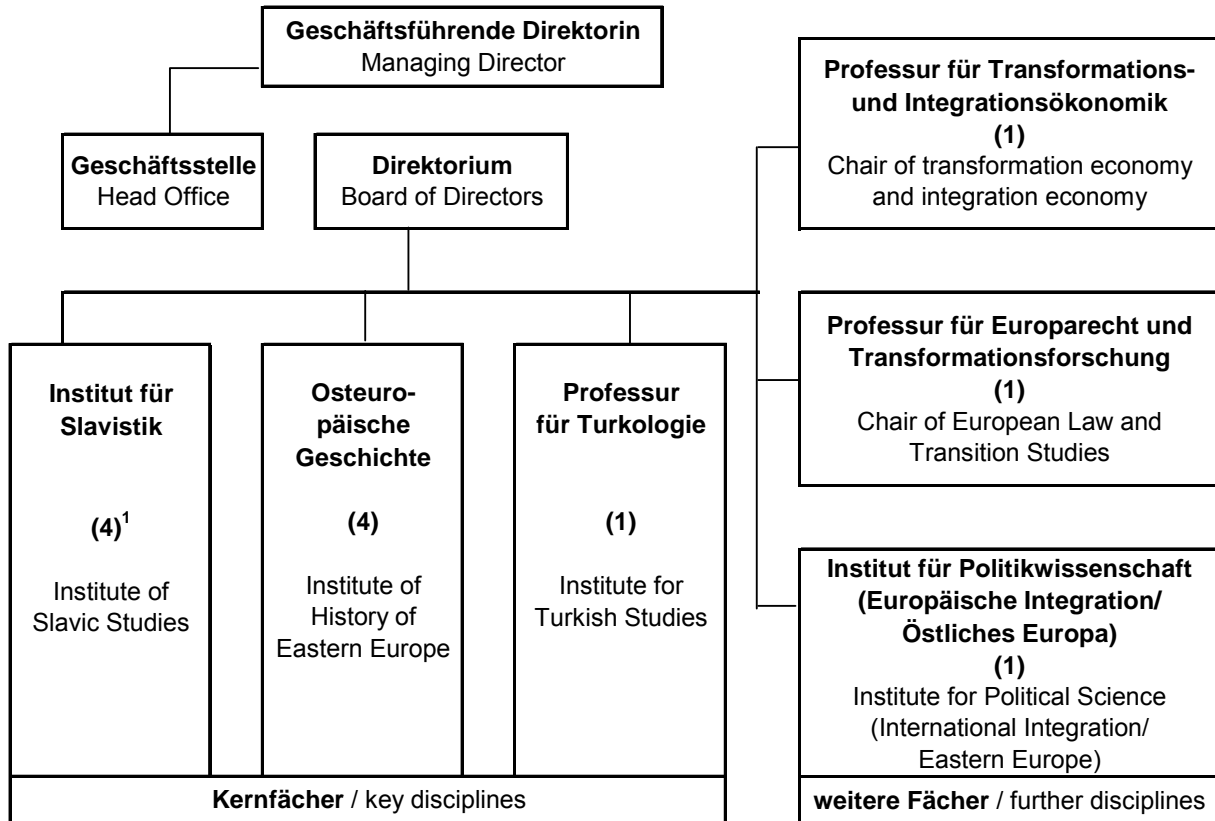 Geschäftsführende Direktorin
Managing Director
Geschäftsstelle
Head Office
Direktorium
Board of Directors
Professur für Transformations-
und Integrationsökonomik
(1)
Chair of transformation economy
and integration economy
Professur für Europarecht und
Transformationsforschung
(1)
Chair of European Law and
Transition Studies
Institut für Politikwissenschaft
(Europäische Integration/
Östliches Europa)
(1)
Institute for Political Science
(International Integration/
Eastern Europe)
weitere Fächer / further disciplines
Institut für
Slavistik
(4)¹
Institute of
Slavic Studies
Osteuro-
päische
Geschichte
(4)
Institute of
History of
Eastern Europe
Professur
für Turkologie
(1)
Institute for
Turkish Studies
Kernfächer / key disciplines